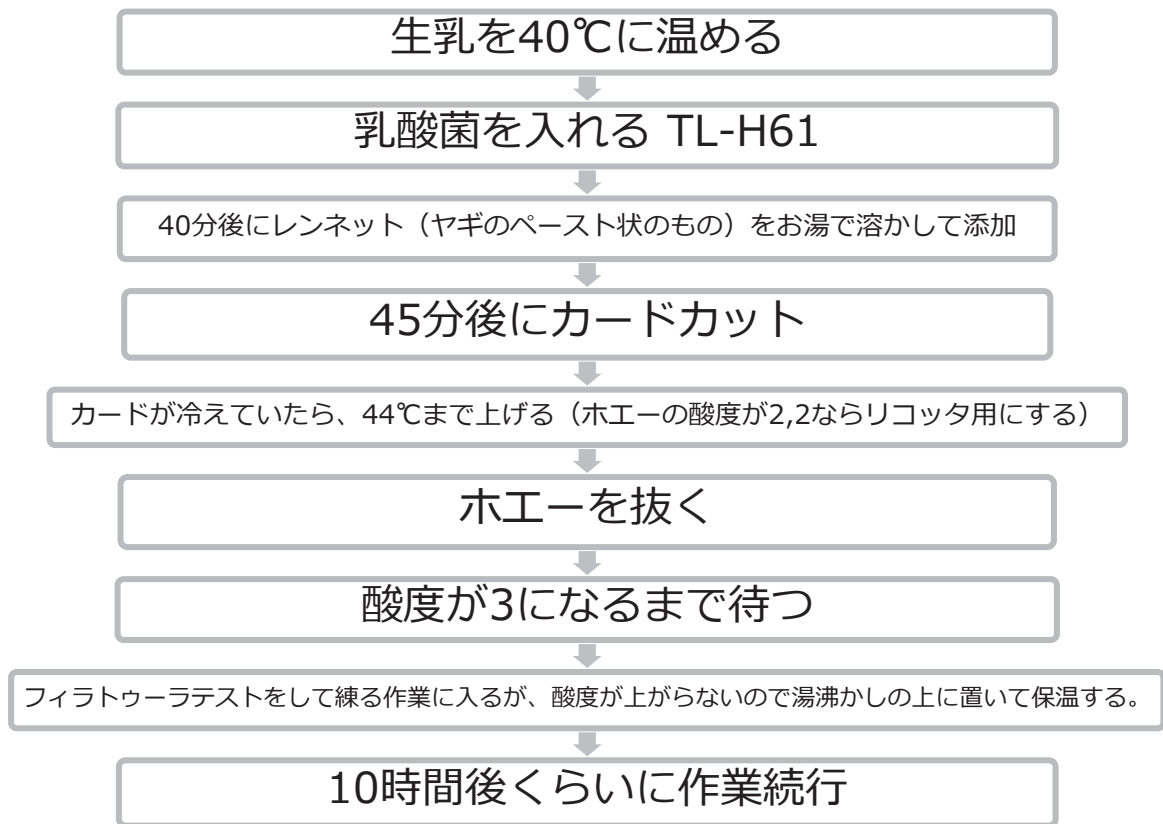 生乳を40℃に温める
乳酸菌を入れる TL-H61
40分後にレンネット（ヤギのペースト状のもの）をお湯で溶かして添加
45分後にカードカット
カードが冷えていたら、44℃まで上げる（ホエーの酸度が2,2ならリコッタ用にする）
ホエーを抜く
酸度が3になるまで待つ
フィラトゥーラテストをして練る作業に入るが、酸度が上がらないので湯沸かしの上に置いて保温する。
10時間後くらいに作業続行